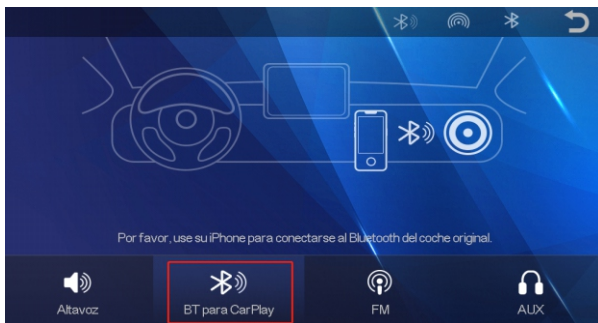 Por favor, use su iPhone para conectarse al Bluetooth del coche original.
Altavoz
BT para CarPlay
FM
AUX